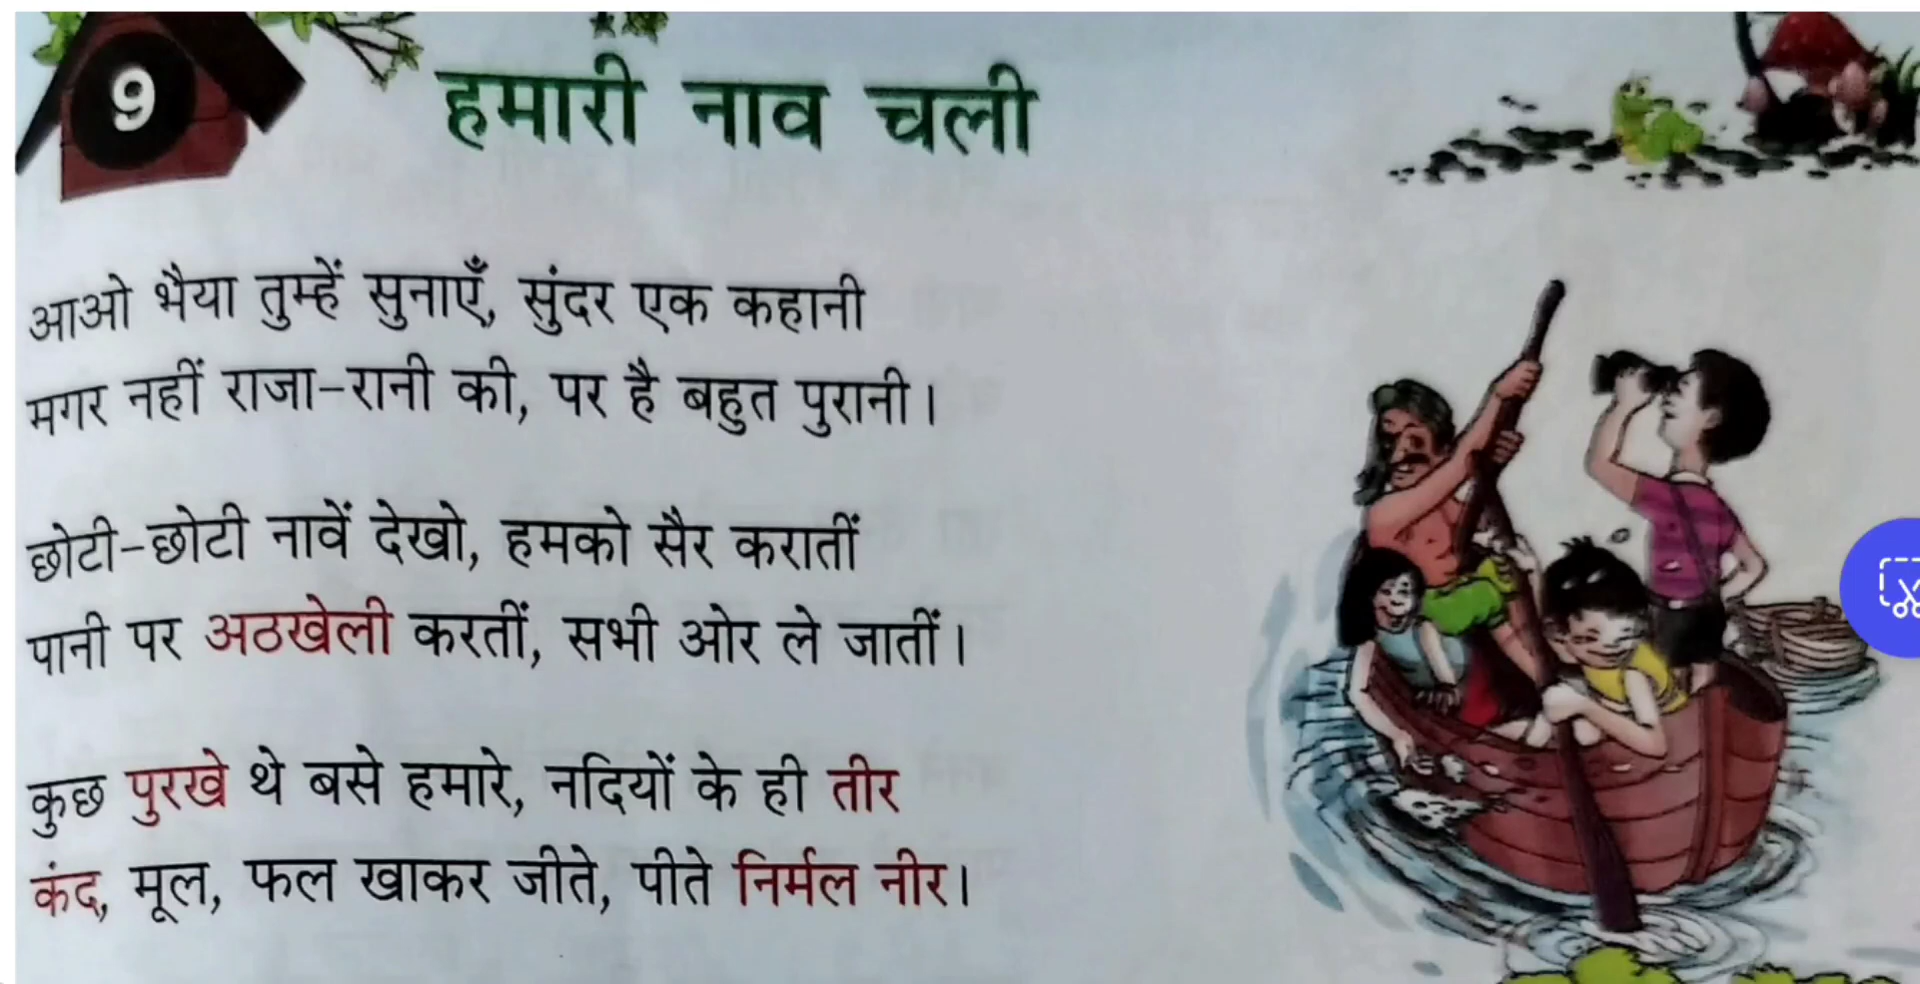 9
हमारी नाव चली
आओ भैया तुम्हें सुनाएँ, सुंदर एक कहानी
मगर नहीं राजा-रानी की, पर है बहुत पुरानी।
छोटी-छोटी नावें देखो, हमको सैर करातीं
पानी पर अठखेली करतीं, सभी ओर ले जातीं।
कुछ पुरखे थे बसे हमारे, नदियों के ही तीर
कंद, मूल, फल खाकर जीते, पीते निर्मल नीर।